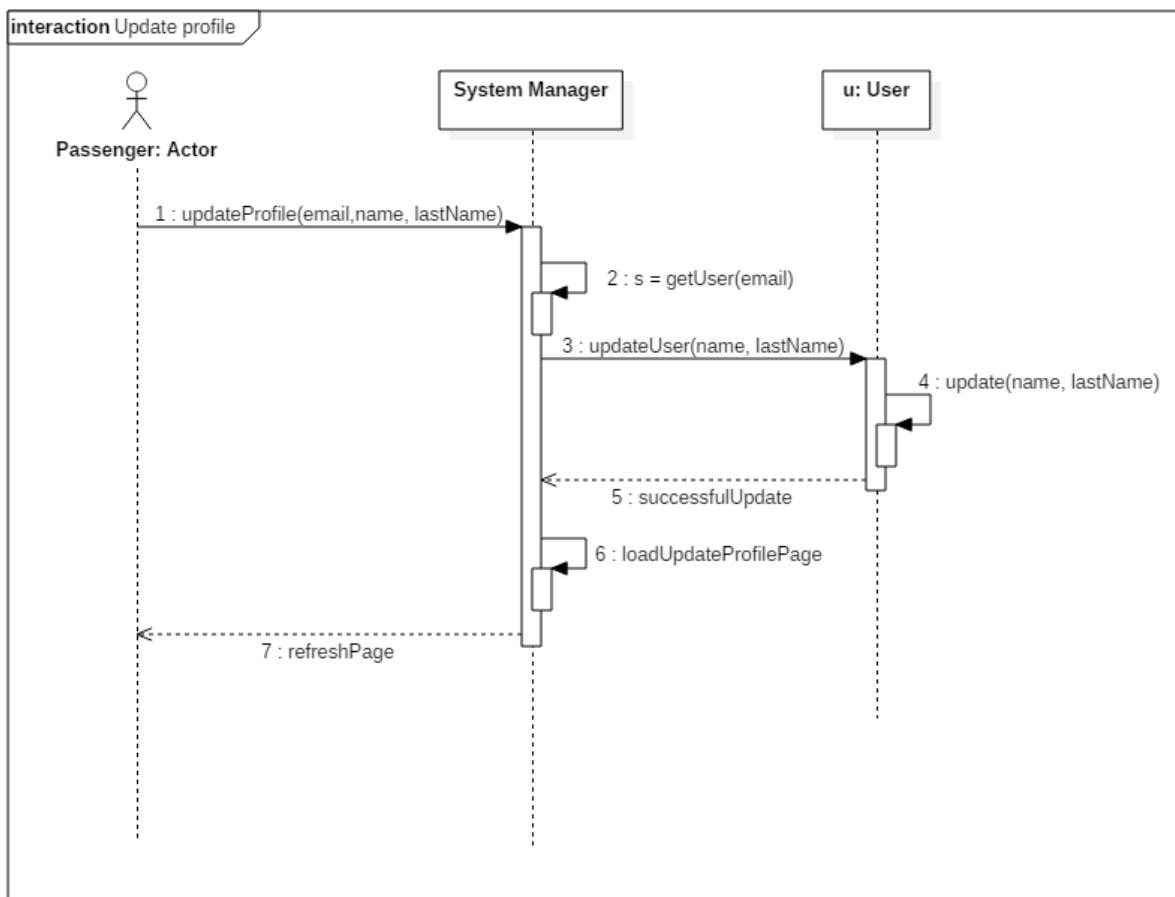 interaction Update profile
Passenger: Actor
System Manager
u: User
1 : updateProfile(email,name, lastName)
2 : s = getUser(email)
3 : updateUser(name, lastName)
4 : update(name, lastName)
5 : successfulUpdate
6 : loadUpdateProfilePage
7 : refreshPage